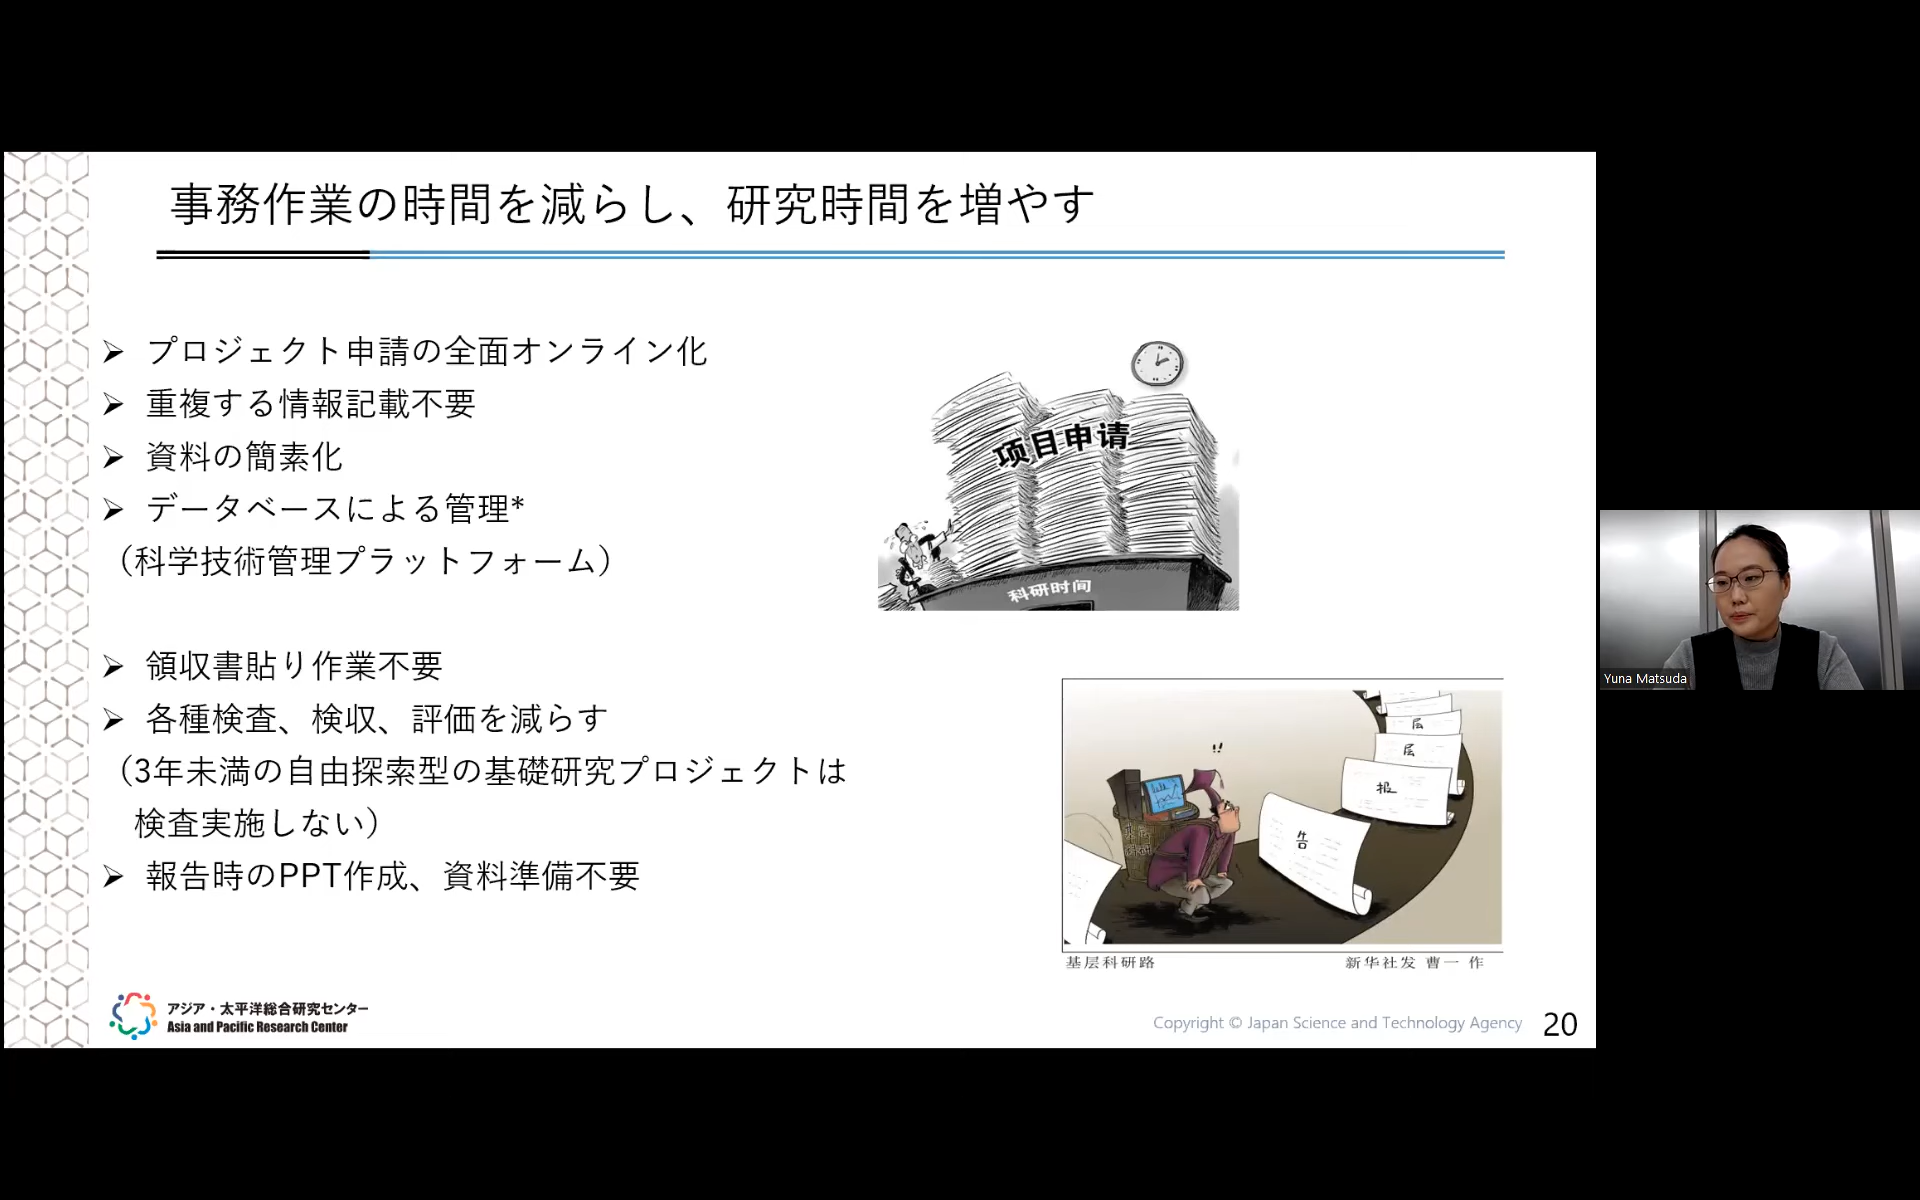 事務作業の時間を減らし、研究時間を増やす
➢ プロジェクト申請の全面オンライン化
➢ 重複する情報記載不要
➢ 資料の簡素化
➢ データベースによる管理*
（科学技術管理プラットフォーム）
➢ 領収書貼り作業不要
➢ 各種検査、検収、評価を減らす
（3年未満の自由探索型の基礎研究プロジェクトは
検査実施しない）
➢ 報告時のPPT作成、資料準備不要
项目申请
科研时间
层
层
报
告
科研
基层科研路
新华社发 曹一 作
アジア・太平洋総合研究センター
Asia and Pacific Research Center
Copyright © Japan Science and Technology Agency
20
Yuna Matsuda